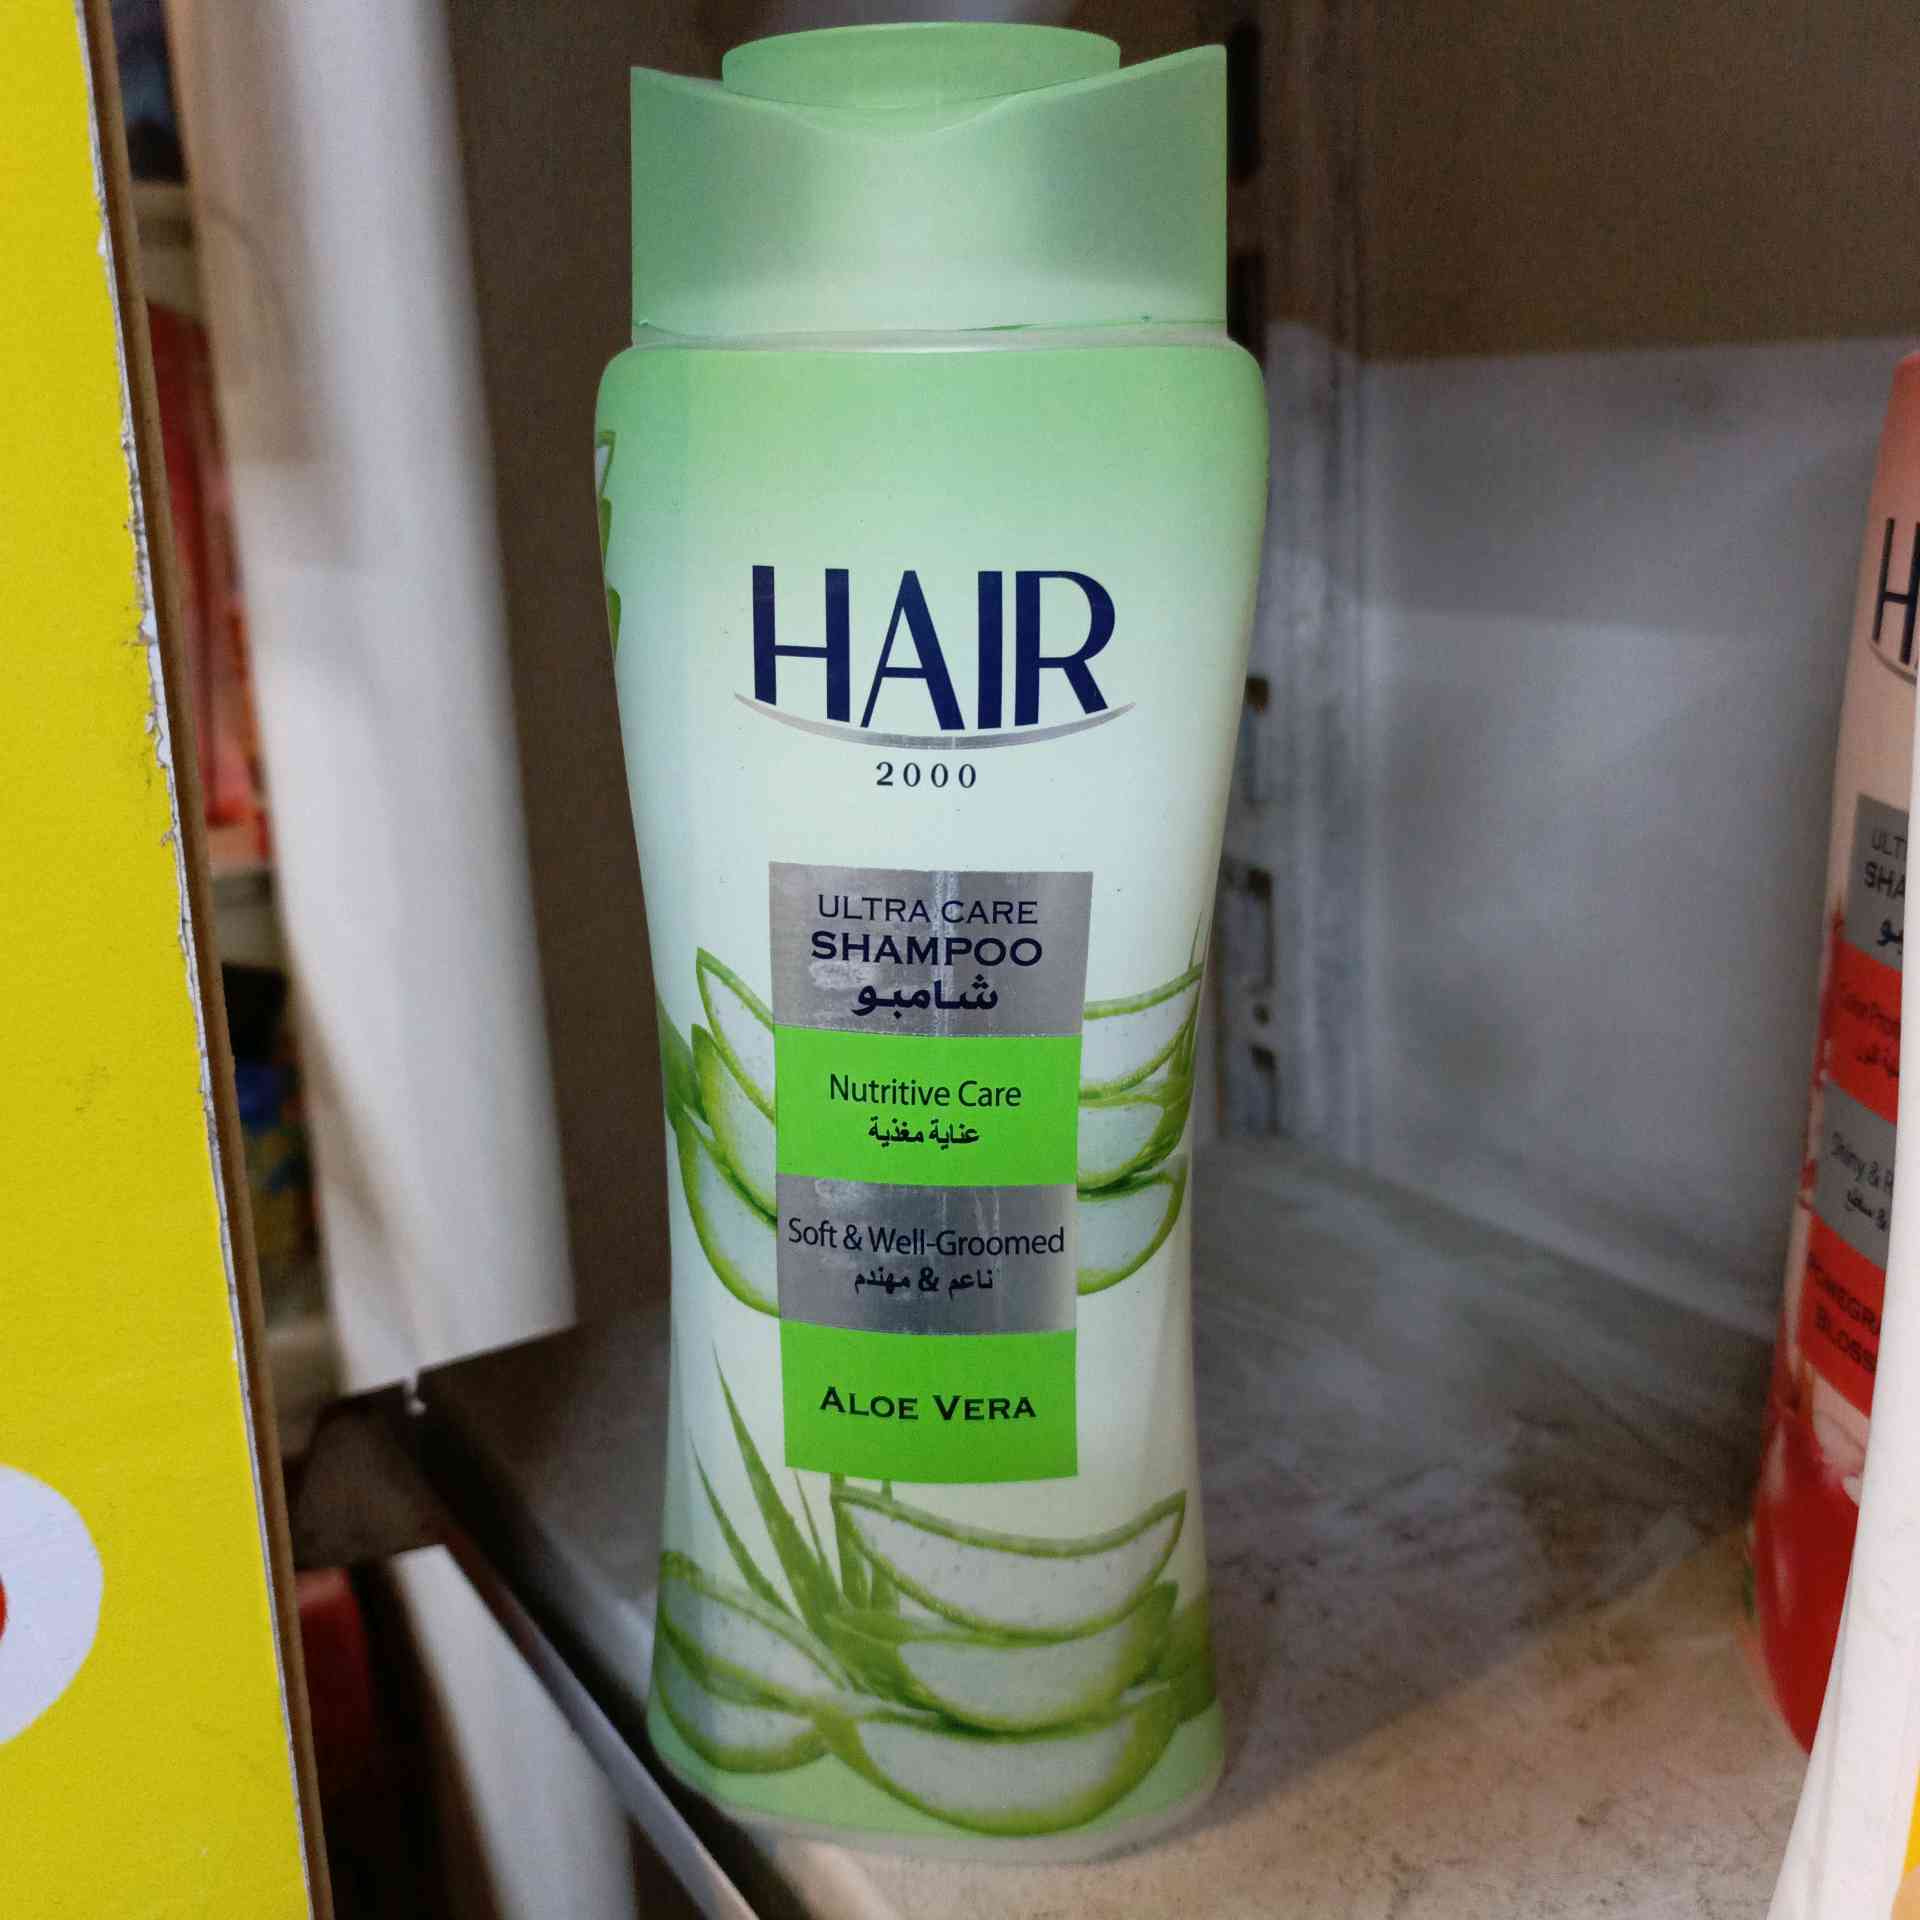 HAIR
2000
ULTRA CARE
SHAMPOO
شامبو
Nutritive Care
عناية مغذية
Soft & Well-Groomed
ناعم & مهندم
ALOE VERA